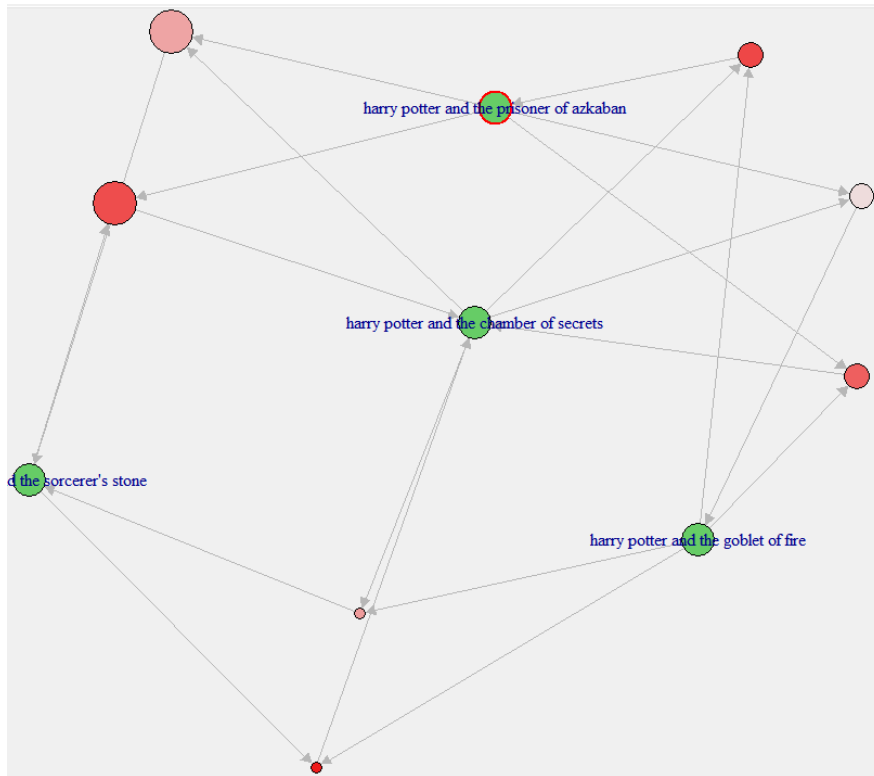 harry potter and the prisoner of azkaban
harry potter and the chamber of secrets
d the sorcerer's stone
harry potter and the goblet of fire